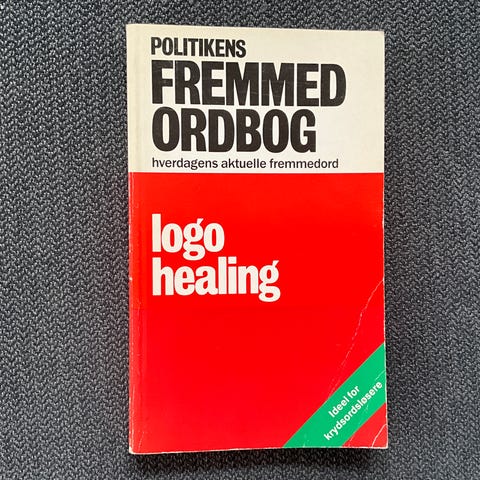 POLITIKENS
FREMMED
ORDBOG
hverdagens aktuelle fremmedord
logo
healing
Ideel for
krydsordsløsere